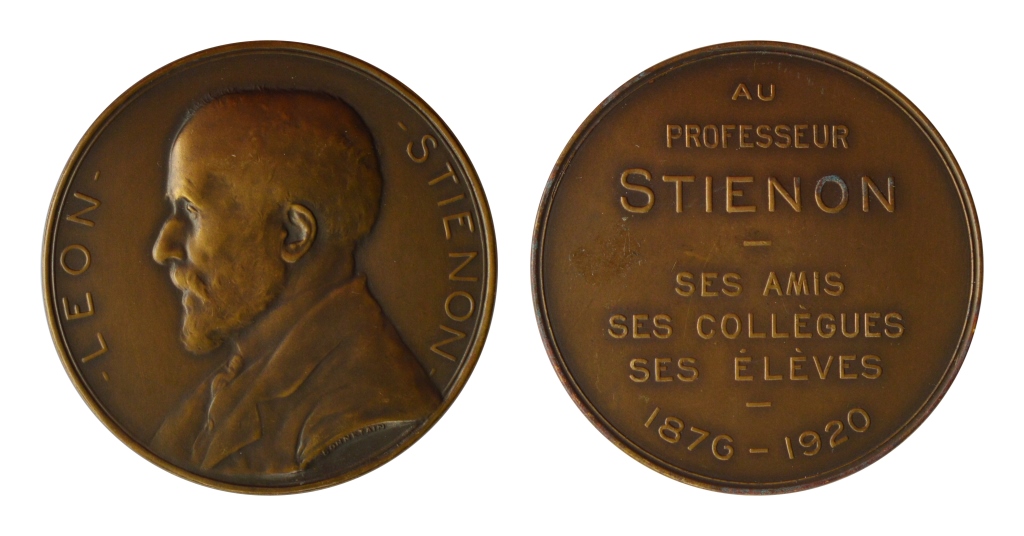 - LEON -
- STIENON -
AU
PROFESSEUR
STIENON
—
SES AMIS
SES COLLÈGUES
SES ÉLÈVES
—
1876 - 1920